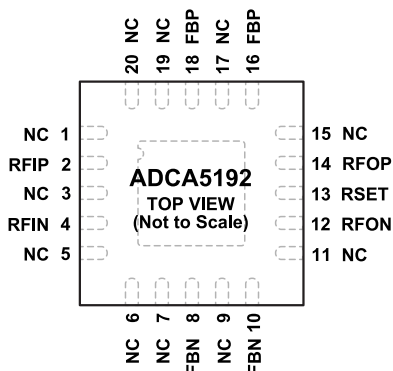 20 NC
19 NC
18 FBP
17 NC
16 FBP
NC 1
RFIP 2
NC 3
RFIN 4
NC 5
ADCA5192
TOP VIEW
(Not to Scale)
15 NC
14 RFOP
13 RSET
12 RFON
11 NC
NC 6
NC 7
FBN 8
NC 9
FBN 10